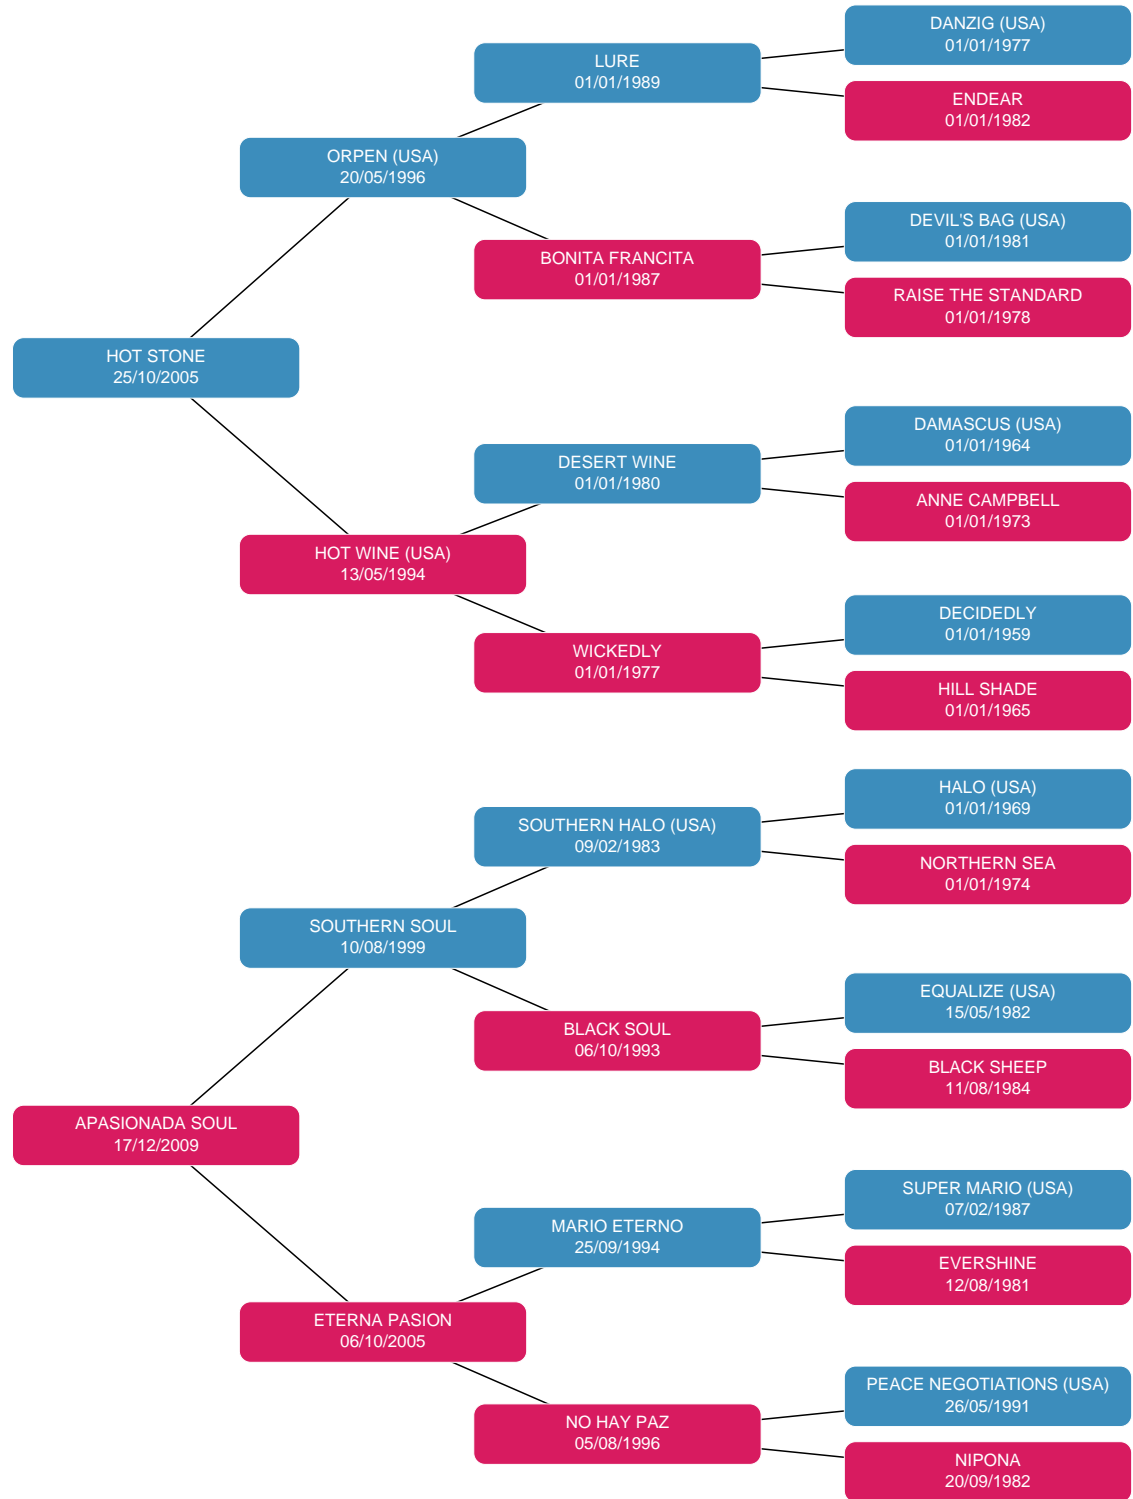 DANZIG (USA)
01/01/1977
LURE
01/01/1989
ENDEAR
01/01/1982
ORPEN (USA)
20/05/1996
DEVIL'S BAG (USA)
01/01/1981
BONITA FRANCITA
01/01/1987
RAISE THE STANDARD
01/01/1978
HOT STONE
25/10/2005
DAMASCUS (USA)
01/01/1964
DESERT WINE
01/01/1980
ANNE CAMPBELL
01/01/1973
HOT WINE (USA)
13/05/1994
DECIDEDLY
01/01/1959
WICKEDLY
01/01/1977
HILL SHADE
01/01/1965
HALO (USA)
01/01/1969
SOUTHERN HALO (USA)
09/02/1983
NORTHERN SEA
01/01/1974
SOUTHERN SOUL
10/08/1999
EQUALIZE (USA)
15/05/1982
BLACK SOUL
06/10/1993
BLACK SHEEP
11/08/1984
APASIONADA SOUL
17/12/2009
SUPER MARIO (USA)
07/02/1987
MARIO ETERNO
25/09/1994
EVERSHINE
12/08/1981
ETERNA PASION
06/10/2005
PEACE NEGOTIATIONS (USA)
26/05/1991
NO HAY PAZ
05/08/1996
NIPONA
20/09/1982